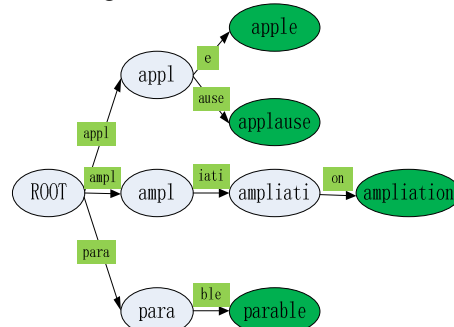 apple
e
appl
ause
applause
appl
ROOT
ampl
ampl
iati
ampliati
on
ampliation
para
para
ble
parable